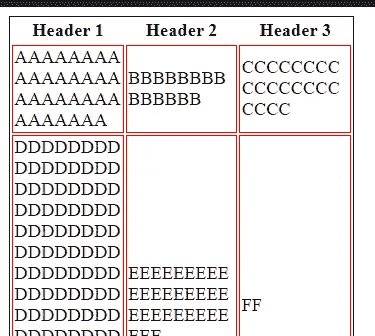 Header 1 Header 2 Header 3
AAAAAAAA
AAAAAAAA
AAAAAAAA
AAAAAAA
BBBBBBBB
BBBBBB
CCCCCCCC
CCCCCCCC
CCCC
DDDDDDDD
DDDDDDDD
DDDDDDDD
DDDDDDDD
DDDDDDDD
DDDDDDDD
DDDDDDDD
DDDDDDDD
DDDDDDDD
DDDDDDDD
EEEEEEEEE
EEEEEEEEE
EEEEEEEEE
EEE
FF